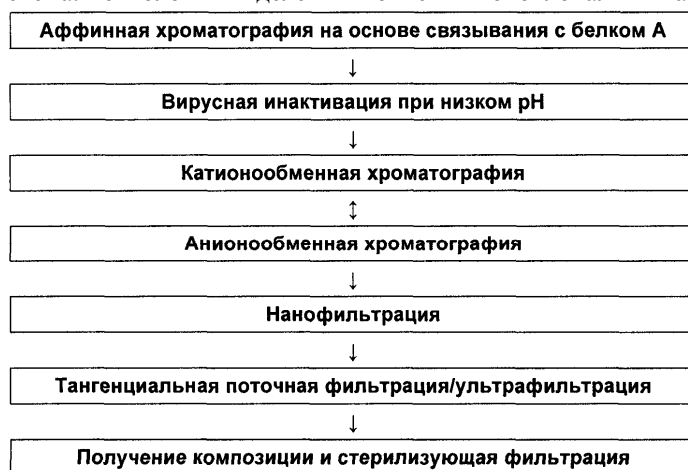 Аффинная хроматография на основе связывания с белком А
↓
Вирусная инактивация при низком pH
↓
Катионообменная хроматография
↕
Анионообменная хроматография
↓
Нанофильтрация
↓
Тангенциальная поточная фильтрация/ультрафильтрация
↓
Получение композиции и стерилизующая фильтрация